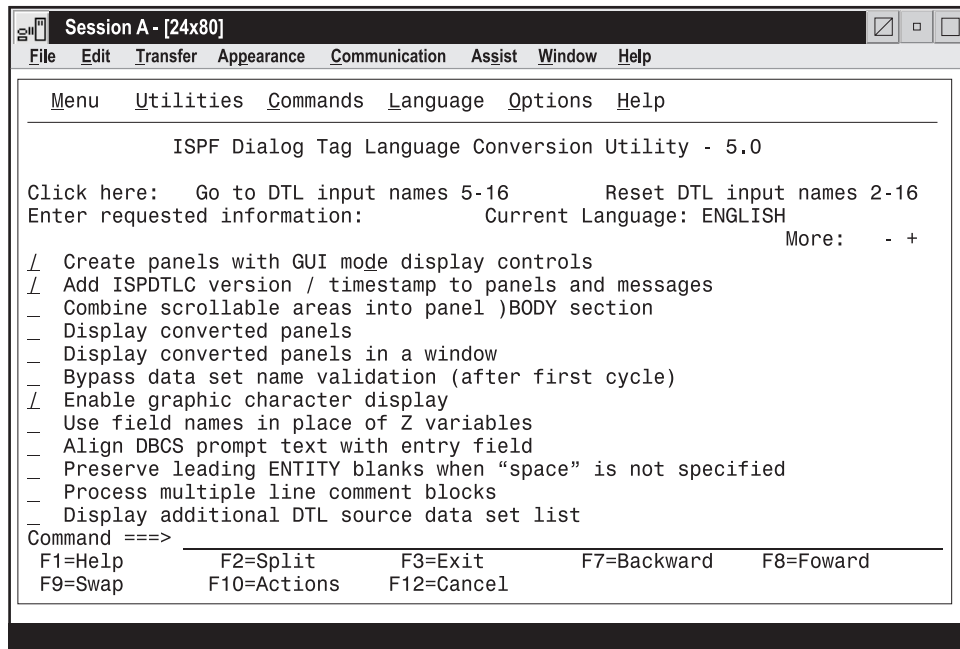 Session A - [24x80]
File Edit Transfer Appearance Communication Assist Window Help
Menu Utilities Commands Language Options Help
ISPF Dialog Tag Language Conversion Utility - 5.0
Click here: Go to DTL input names 5-16 Reset DTL input names 2-16
Enter requested information: Current Language: ENGLISH
More: - +
/ Create panels with GUI mode display controls
/ Add ISPDTLC version / timestamp to panels and messages
_ Combine scrollable areas into panel )BODY section
_ Display converted panels
_ Display converted panels in a window
_ Bypass data set name validation (after first cycle)
/ Enable graphic character display
_ Use field names in place of Z variables
_ Align DBCS prompt text with entry field
_ Preserve leading ENTITY blanks when “space” is not specified
_ Process multiple line comment blocks
_ Display additional DTL source data set list
Command ===>
F1=Help F2=Split F3=Exit F7=Backward F8=Foward
F9=Swap F10=Actions F12=Cancel